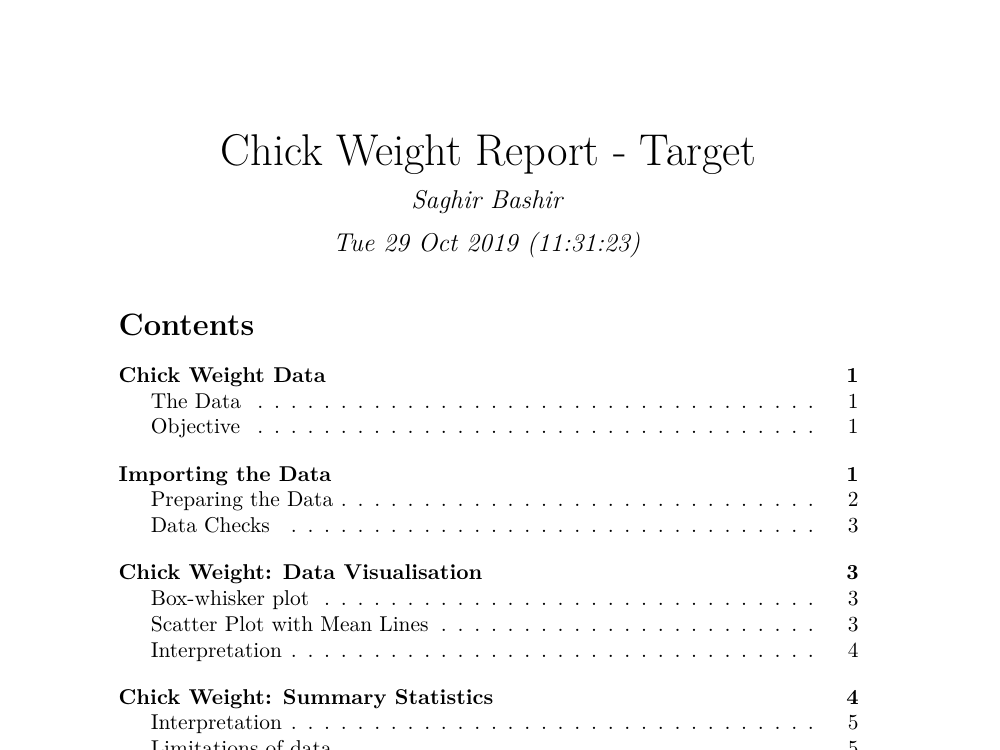 Chick Weight Report - Target
Saghir Bashir
Tue 29 Oct 2019 (11:31:23)
Contents
Chick Weight Data 1
The Data . . . . . . . . . . . . . . . . . . . . . . . . . . . . . . . . . . 1
Objective . . . . . . . . . . . . . . . . . . . . . . . . . . . . . . . . . . 1
Importing the Data 1
Preparing the Data . . . . . . . . . . . . . . . . . . . . . . . . . . . . . 2
Data Checks . . . . . . . . . . . . . . . . . . . . . . . . . . . . . . . . 3
Chick Weight: Data Visualisation 3
Box-whisker plot . . . . . . . . . . . . . . . . . . . . . . . . . . . . . . 3
Scatter Plot with Mean Lines . . . . . . . . . . . . . . . . . . . . . . . 3
Interpretation . . . . . . . . . . . . . . . . . . . . . . . . . . . . . . . . 4
Chick Weight: Summary Statistics 4
Interpretation . . . . . . . . . . . . . . . . . . . . . . . . . . . . . . . . 5
Limitations of data 5